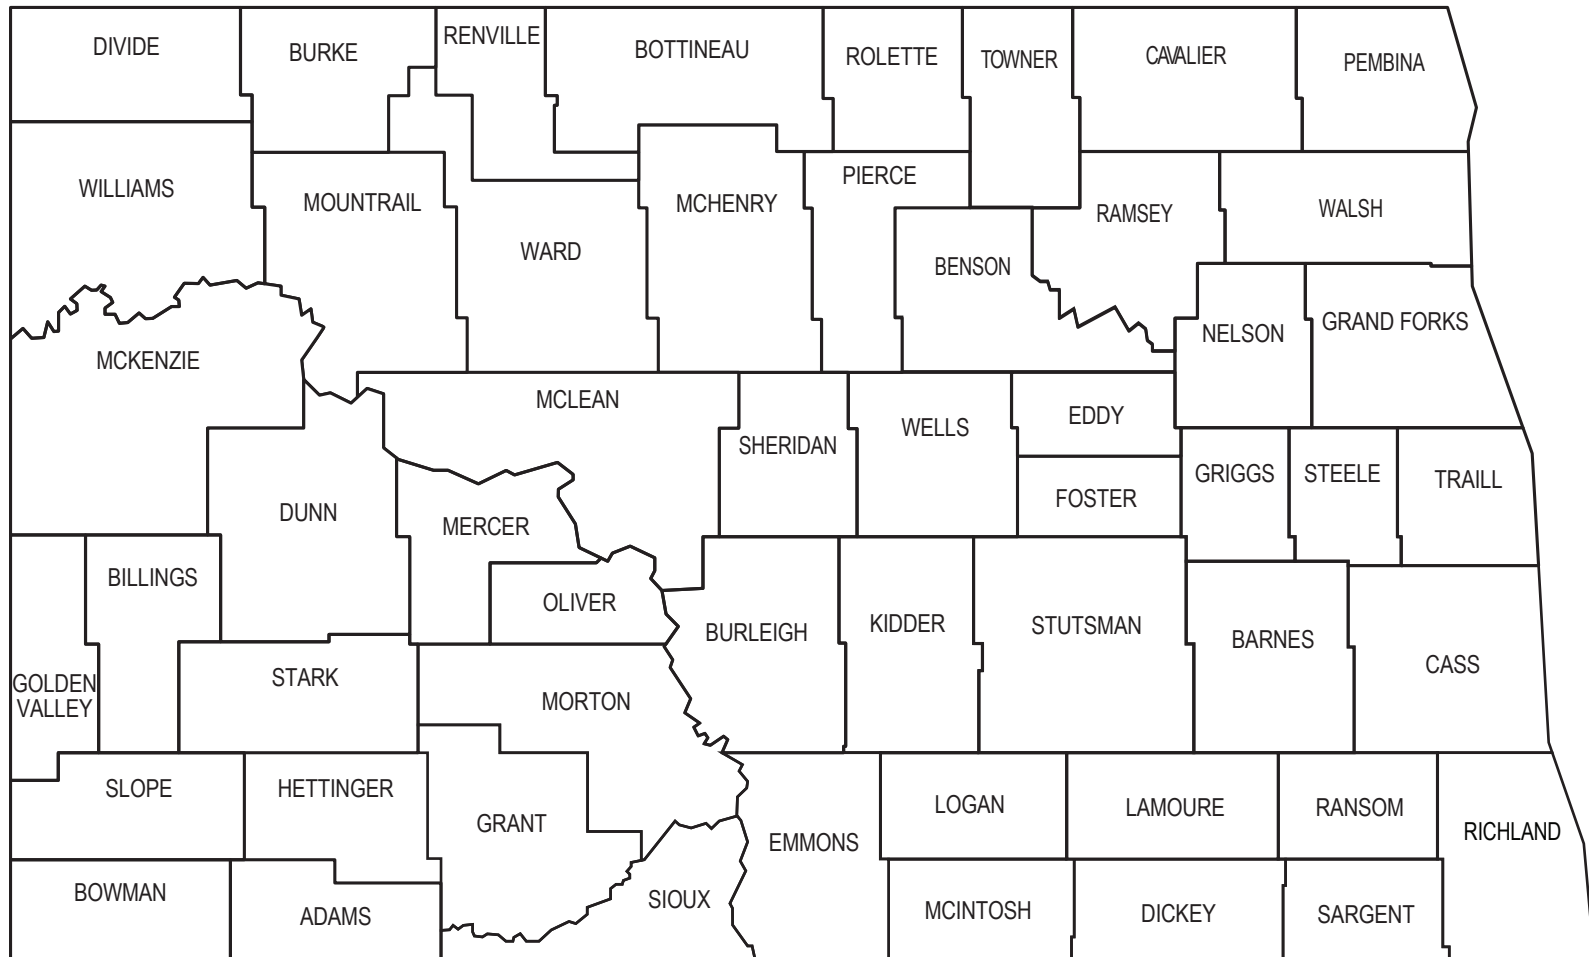 DIVIDE
BURKE
RENVILLE
BOTTINEAU
ROLETTE
TOWNER
CAVALIER
PEMBINA
WILLIAMS
MOUNTRAIL
WARD
MCHENRY
PIERCE
BENSON
RAMSEY
WALSH
MCKENZIE
NELSON
GRAND FORKS
MCLEAN
SHERIDAN
WELLS
EDDY
FOSTER
GRIGGS
STEELE
TRAILL
DUNN
MERCER
BILLINGS
OLIVER
BURLEIGH
KIDDER
STUTSMAN
BARNES
CASS
GOLDEN
VALLEY
STARK
MORTON
SLOPE
HETTINGER
GRANT
EMMONS
LOGAN
LAMOURE
RANSOM
RICHLAND
BOWMAN
ADAMS
SIOUX
MCINTOSH
DICKEY
SARGENT